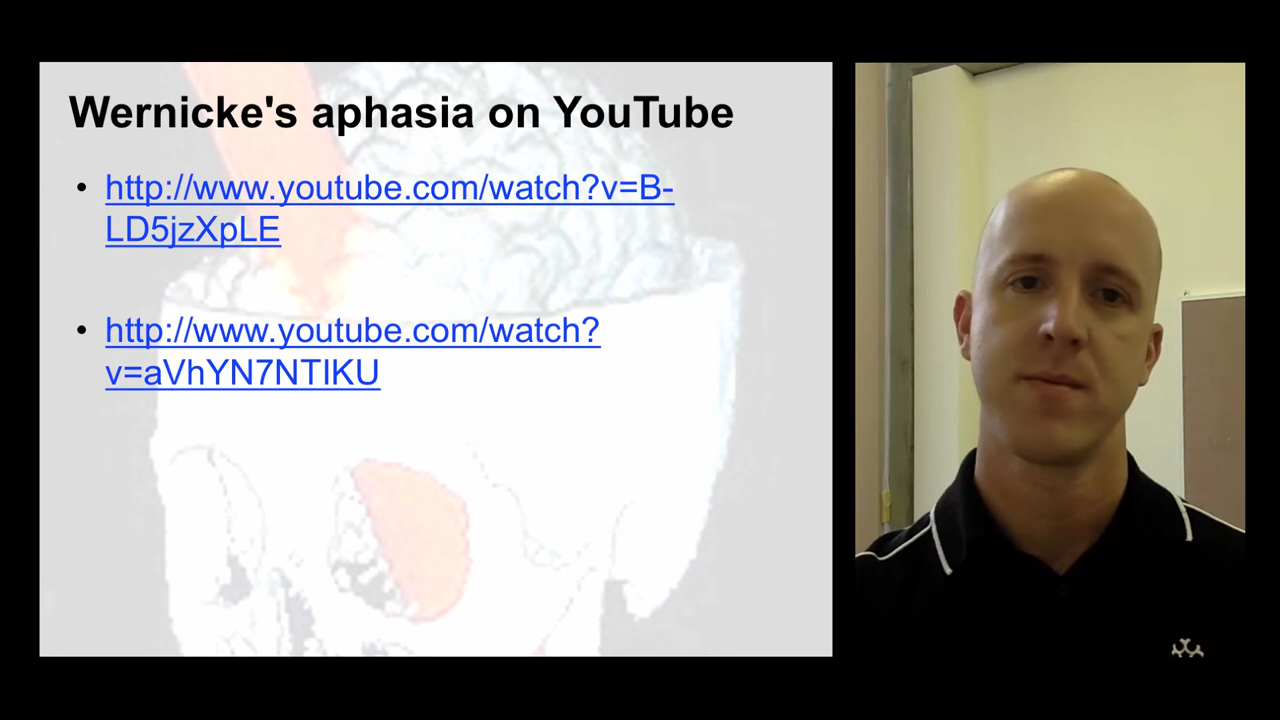 Wernicke's aphasia on YouTube
• http://www.youtube.com/watch?v=B-
LD5jzXpLE
• http://www.youtube.com/watch?
v=aVhYN7NTIKU